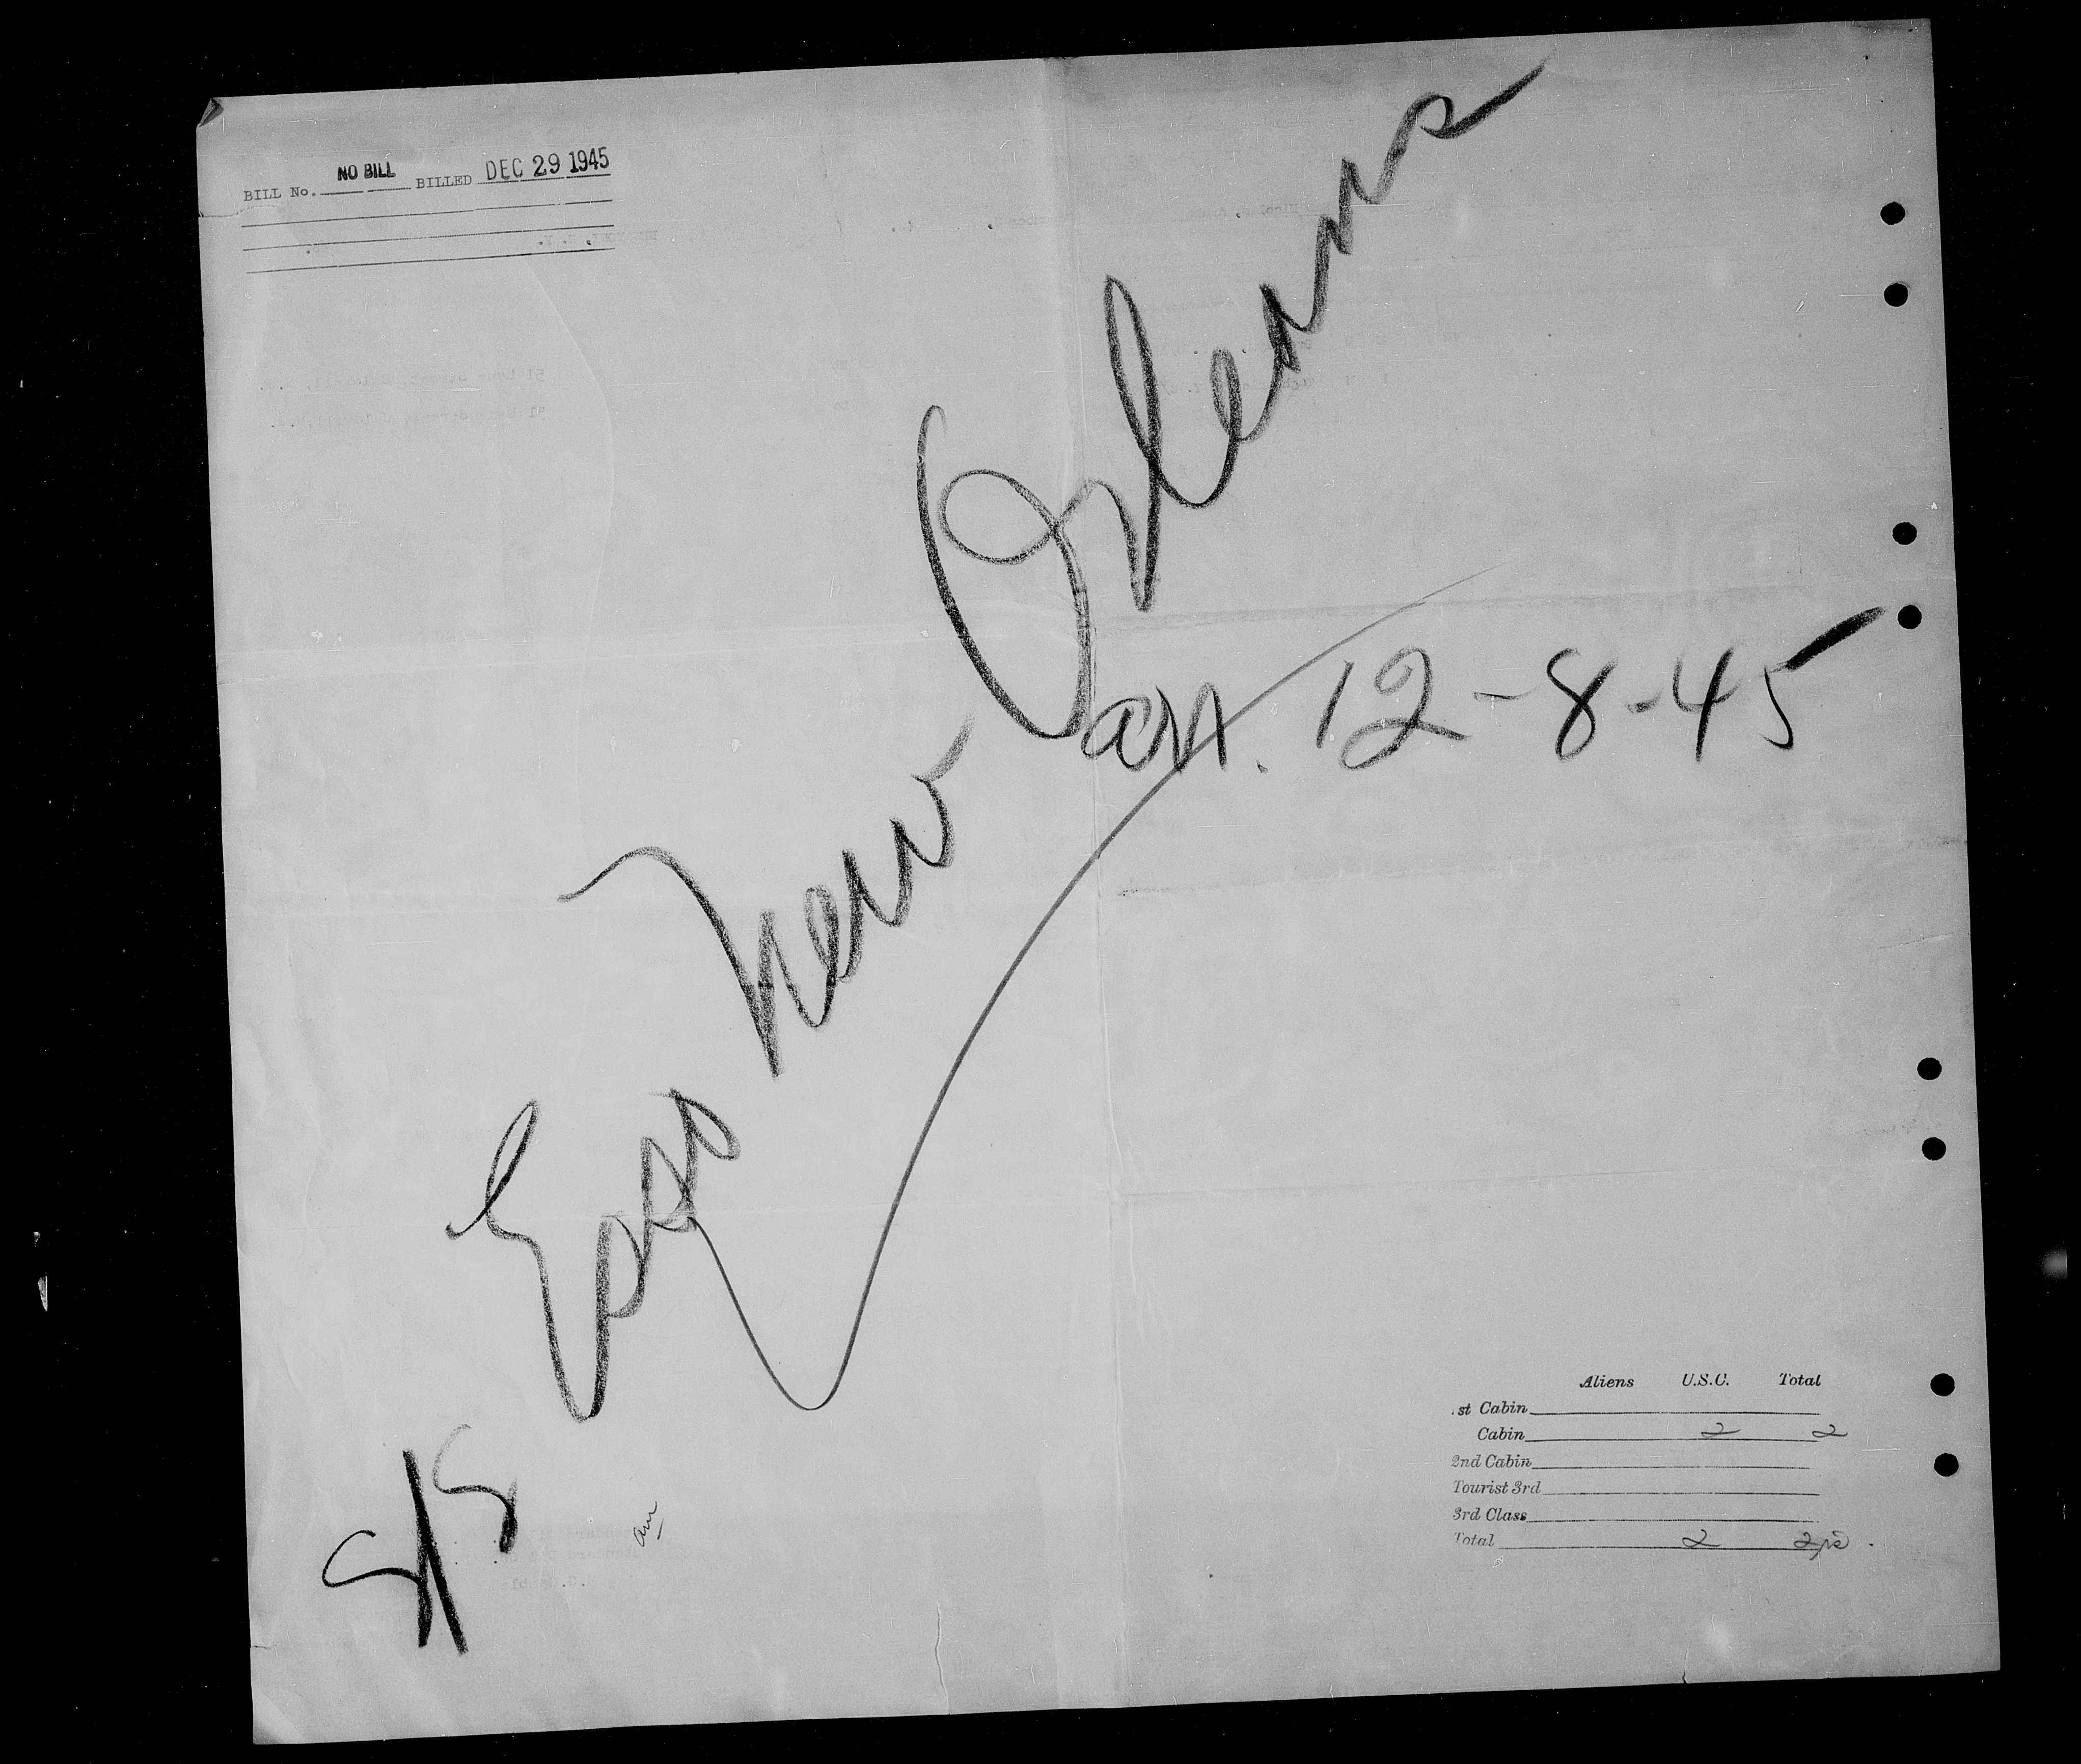 BILL No. NO BILL BILLED DEC 29 1945
S/S Esso New Orleans
arr. 12-8-45
Aliens U.S.C. Total
st Cabin
Cabin 2 2
2nd Cabin
Tourist 3rd
3rd Class
Total 2 2
am